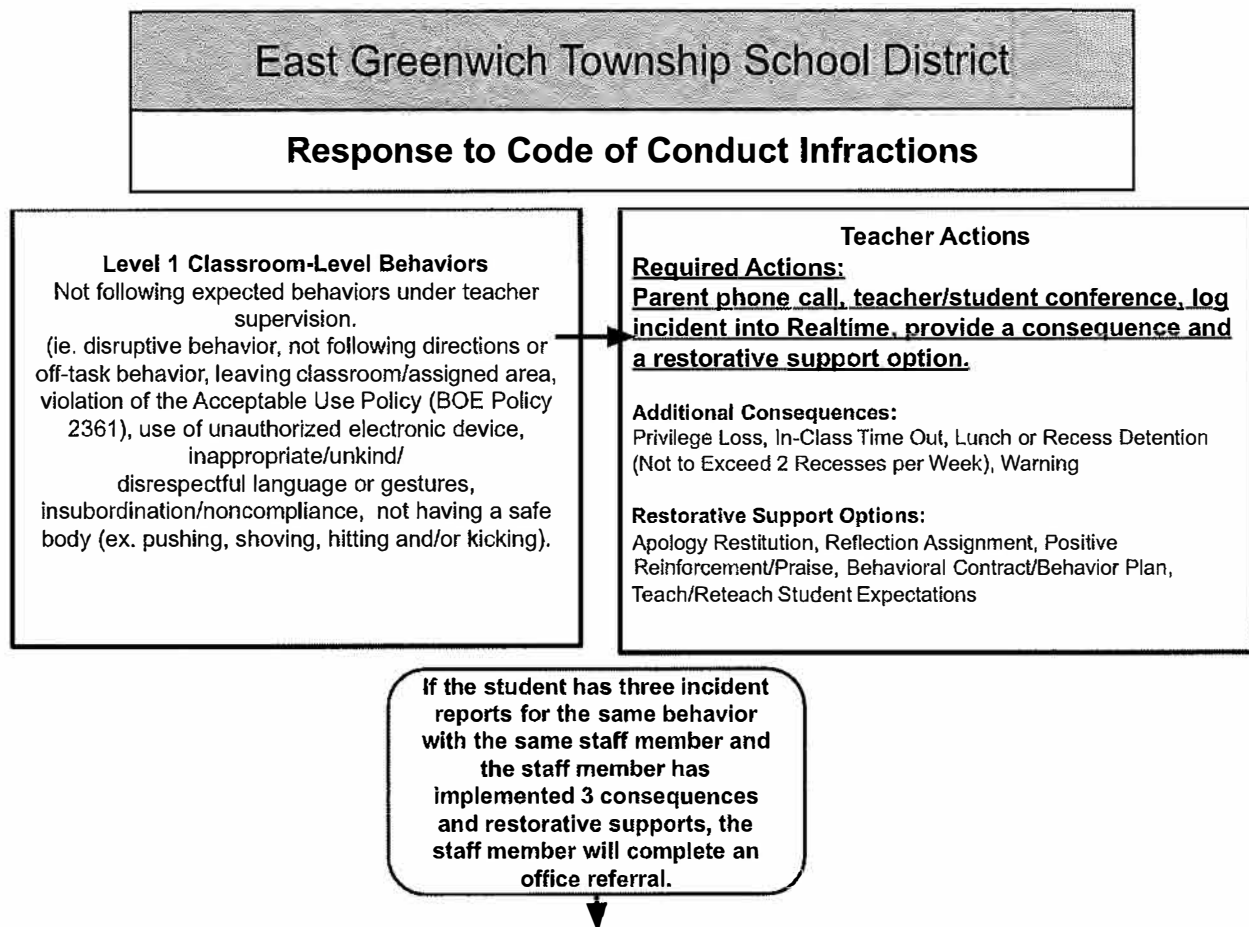 East Greenwich Township School District
Response to Code of Conduct Infractions
Level 1 Classroom-Level Behaviors
Not following expected behaviors under teacher
supervision.
(ie. disruptive behavior, not following directions or
off-task behavior, leaving classroom/assigned area,
violation of the Acceptable Use Policy (BOE Policy
2361), use of unauthorized electronic device,
inappropriate/unkind/
disrespectful language or gestures,
insubordination/noncompliance, not having a safe
body (ex. pushing, shoving, hitting and/or kicking).
Teacher Actions
Required Actions:
Parent phone call, teacher/student conference, log
incident into Realtime, provide a consequence and
a restorative support option.
Additional Consequences:
Privilege Loss, In-Class Time Out, Lunch or Recess Detention
(Not to Exceed 2 Recesses per Week), Warning
Restorative Support Options:
Apology Restitution, Reflection Assignment, Positive
Reinforcement/Praise, Behavioral Contract/Behavior Plan,
Teach/Reteach Student Expectations
If the student has three incident
reports for the same behavior
with the same staff member and
the staff member has
implemented 3 consequences
and restorative supports, the
staff member will complete an
office referral.